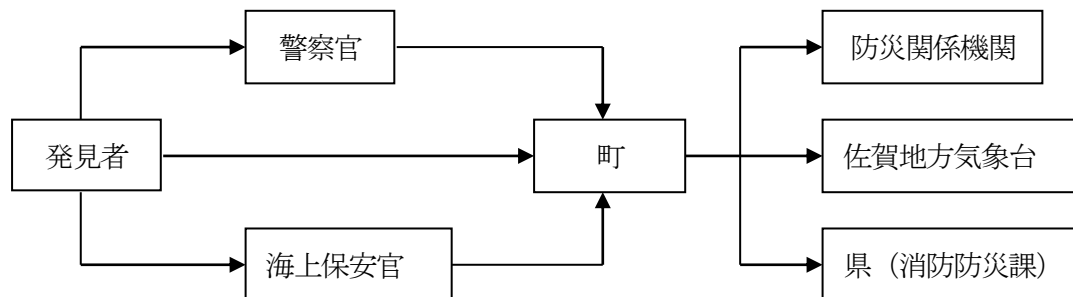 警察官
防災関係機関
発見者
町
佐賀地方気象台
海上保安官
県（消防防災課）